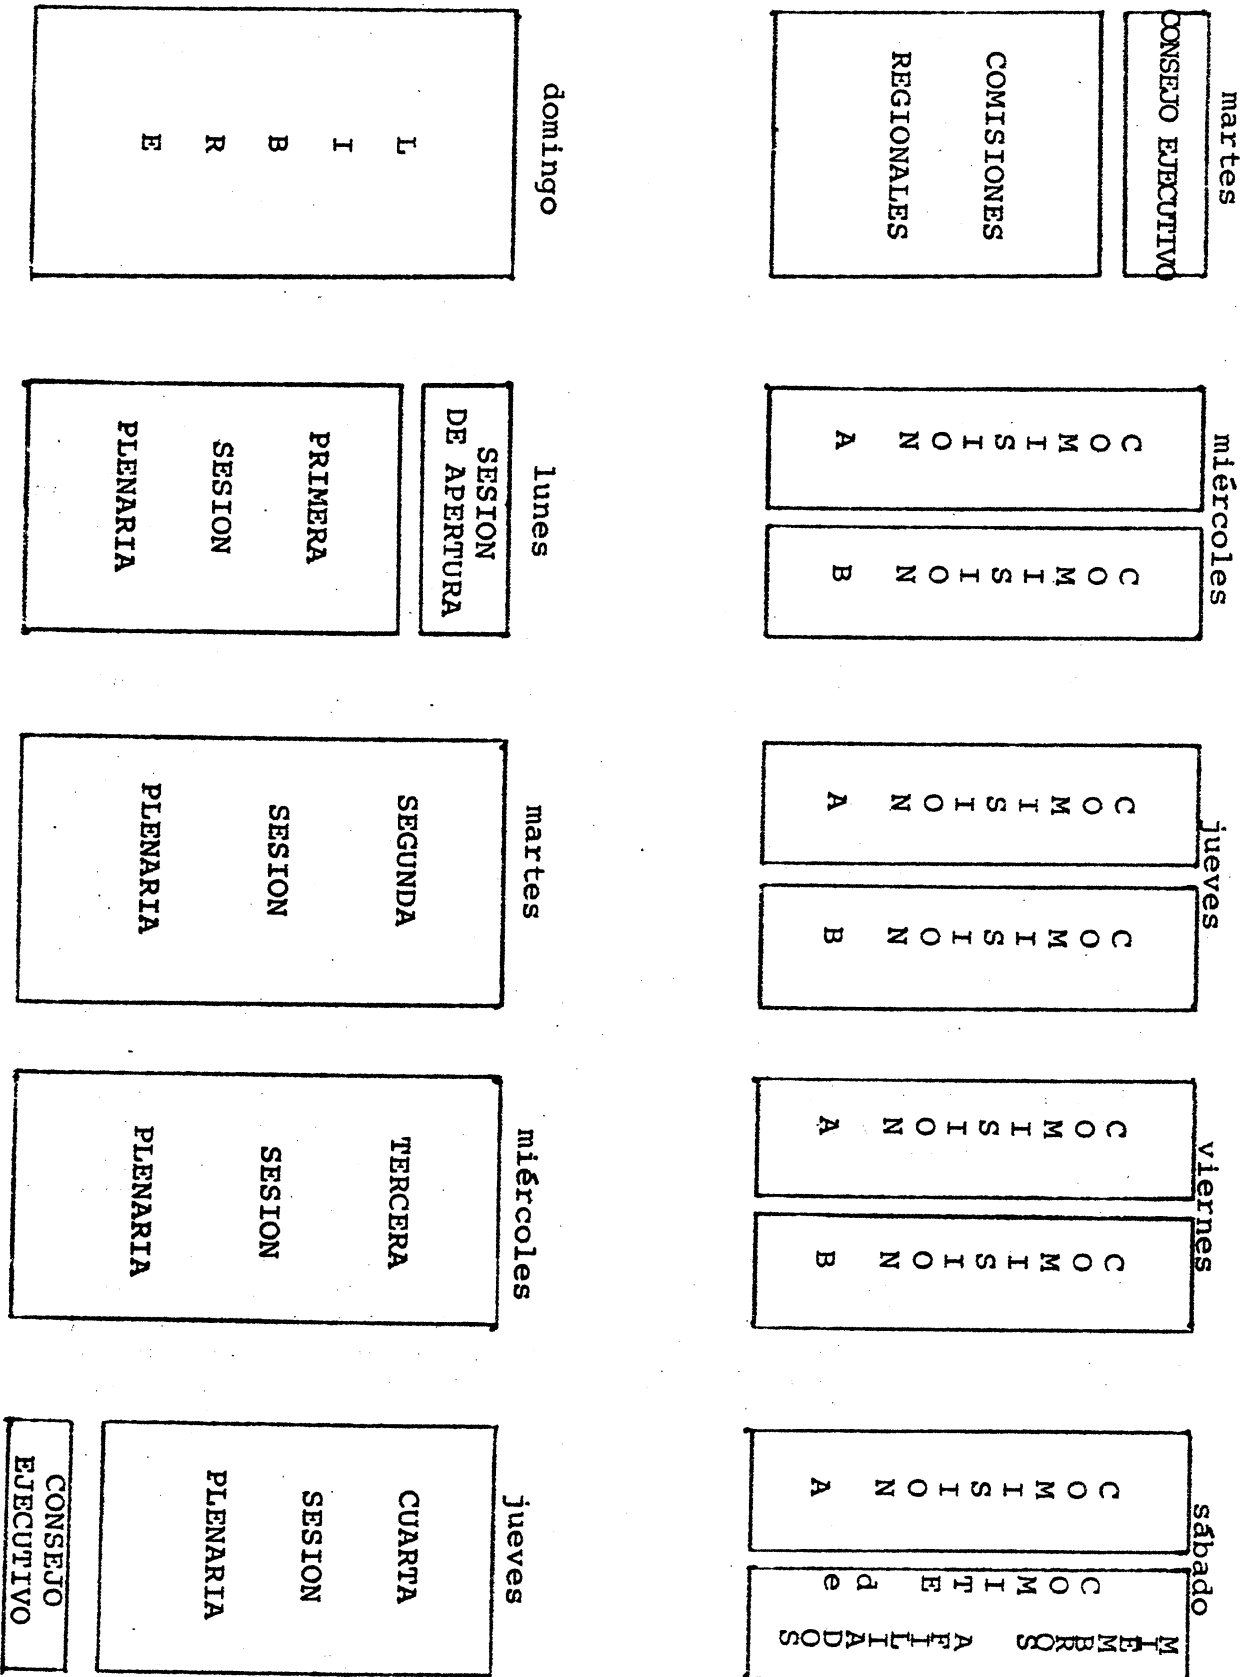 martes
CONSEJO EJECUTIVO
COMISIONES
REGIONALES
miércoles
COMISION A
COMISION B
jueves
COMISION A
COMISION B
viernes
COMISION A
COMISION B
sábado
COMISION A
COMITE de
MIEMBROS AFILIADOS
domingo
LIBRE
lunes
SESION
DE APERTURA
PRIMERA
SESION
PLENARIA
martes
SEGUNDA
SESION
PLENARIA
miércoles
TERCERA
SESION
PLENARIA
jueves
CUARTA
SESION
PLENARIA
CONSEJO
EJECUTIVO